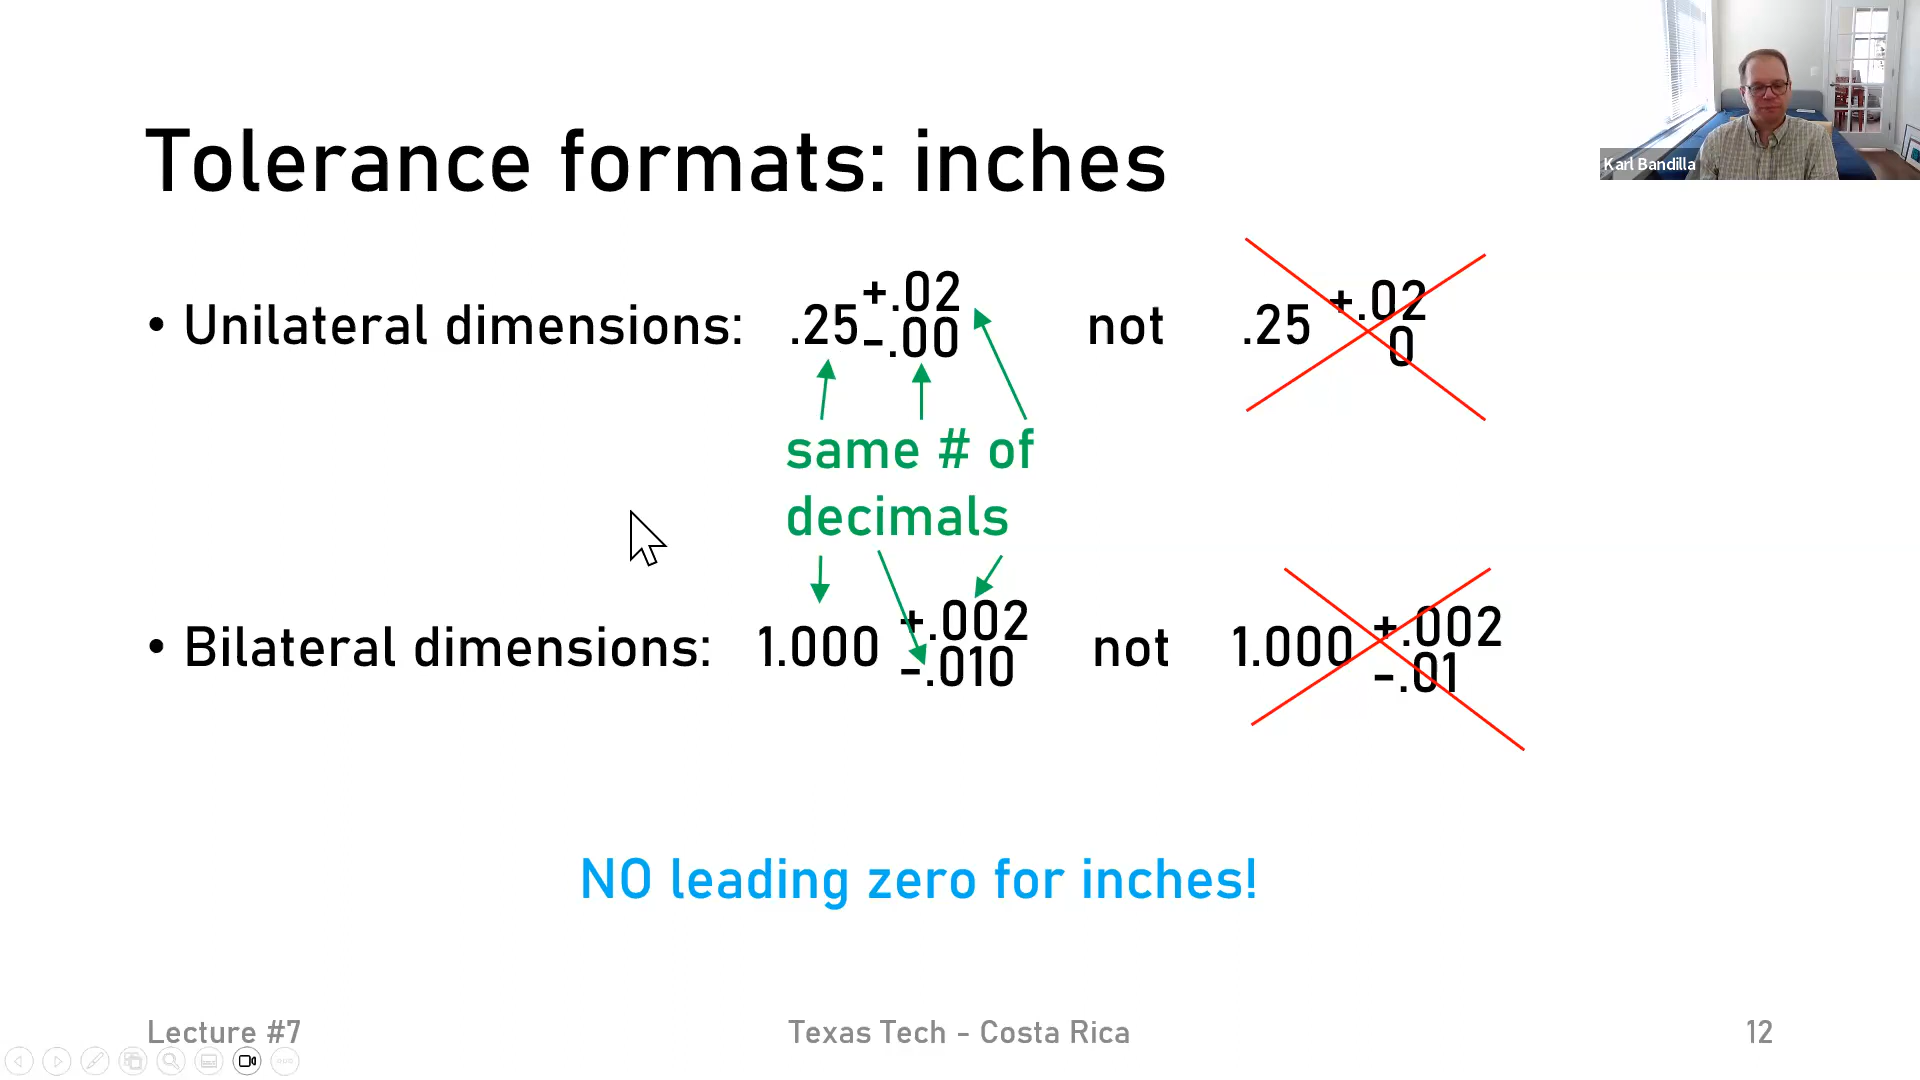 Karl Bandilla
Tolerance formats: inches
• Unilateral dimensions: .25 +.02 -.00 not .25 +.02 0
same # of
decimals
• Bilateral dimensions: 1.000 +.002 -.010 not 1.000 +.002 -.01
NO leading zero for inches!
Lecture #7 Texas Tech - Costa Rica 12